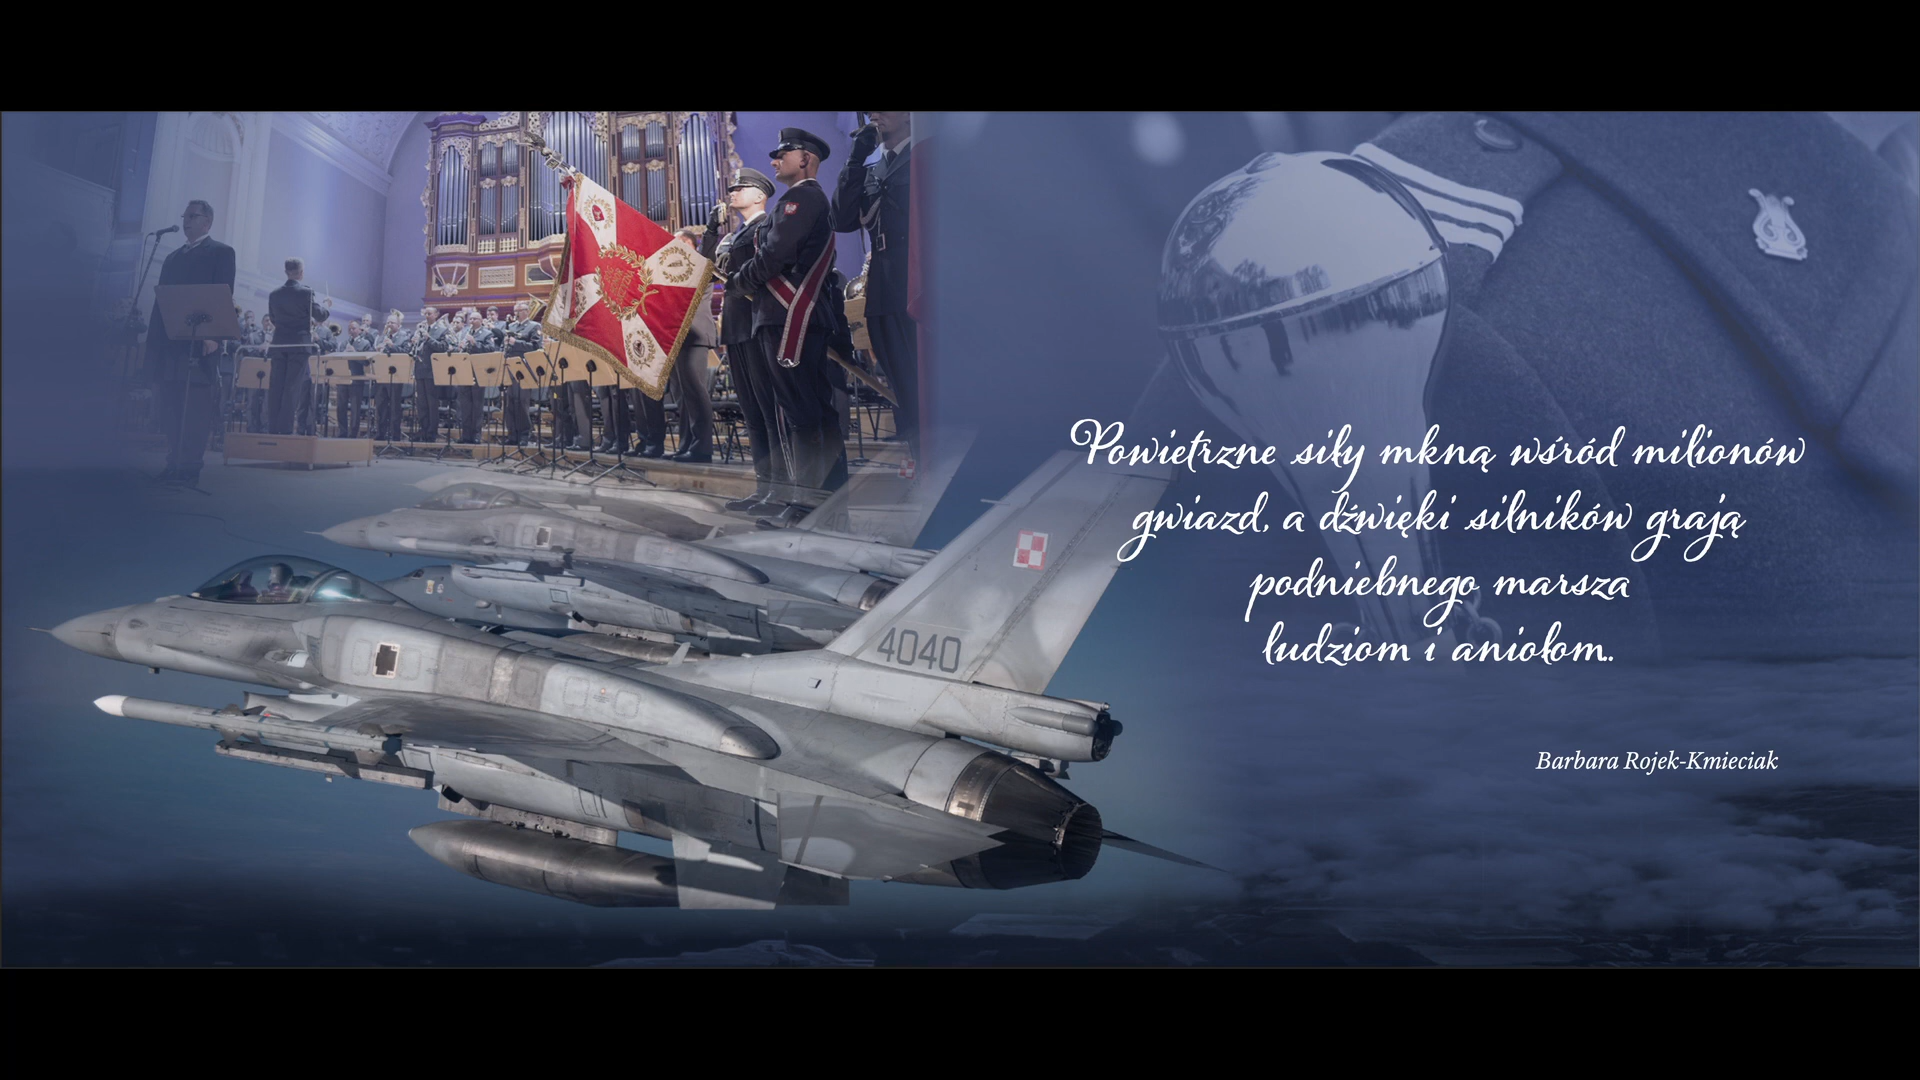 Powietrzne siły mkną wśród milionów
gwiazd, a dźwięki silników grają
podniebnego marsza
ludziom i aniołom..
Barbara Rojek-Kmieciak
4040